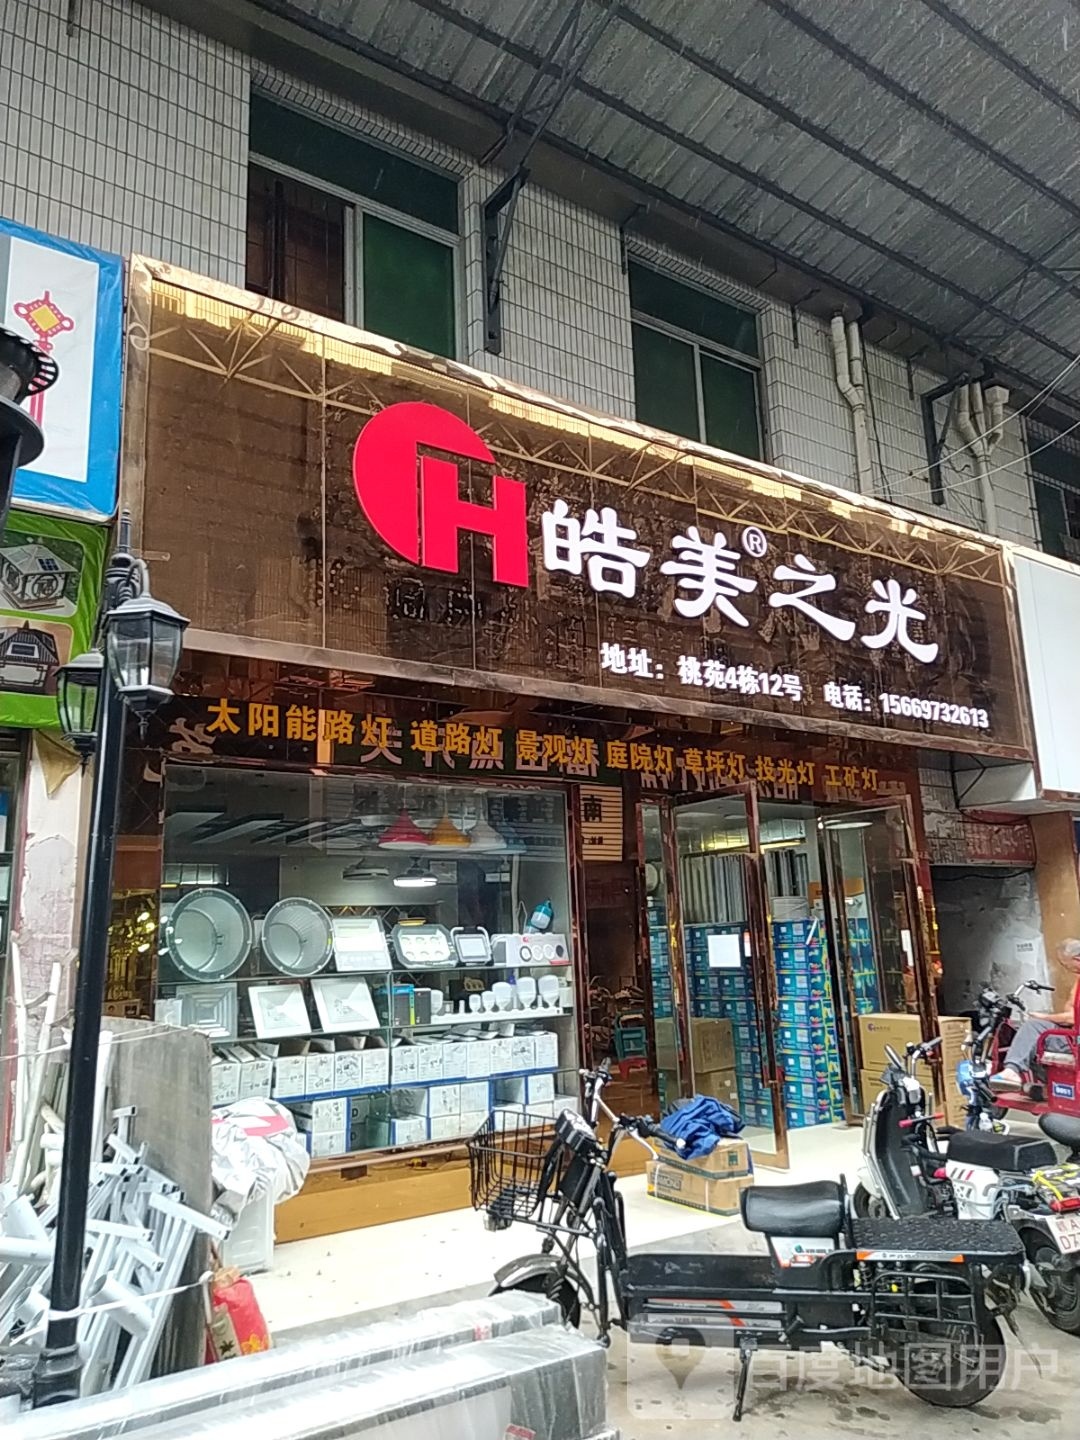 H 皓美®之光
地址：桃苑4栋12号 电话：15669732613
太阳能路灯 道路灯 景观灯 庭院灯 草坪灯 投光灯 工矿灯
南
百度地图用户